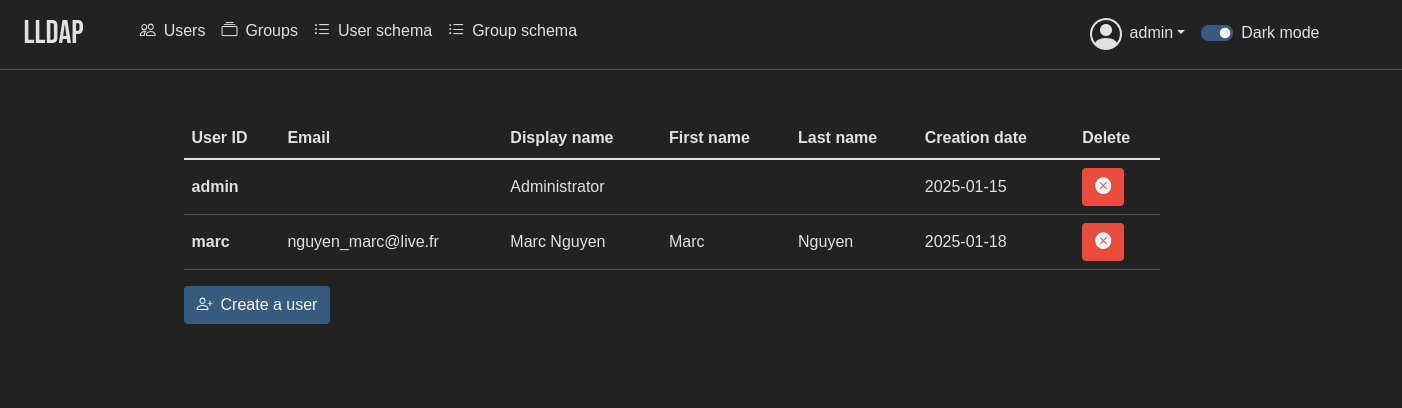 LLDAP Users Groups User schema Group schema admin Dark mode
User ID Email Display name First name Last name Creation date Delete
admin Administrator 2025-01-15
marc nguyen_marc@live.fr Marc Nguyen Marc Nguyen 2025-01-18
Create a user